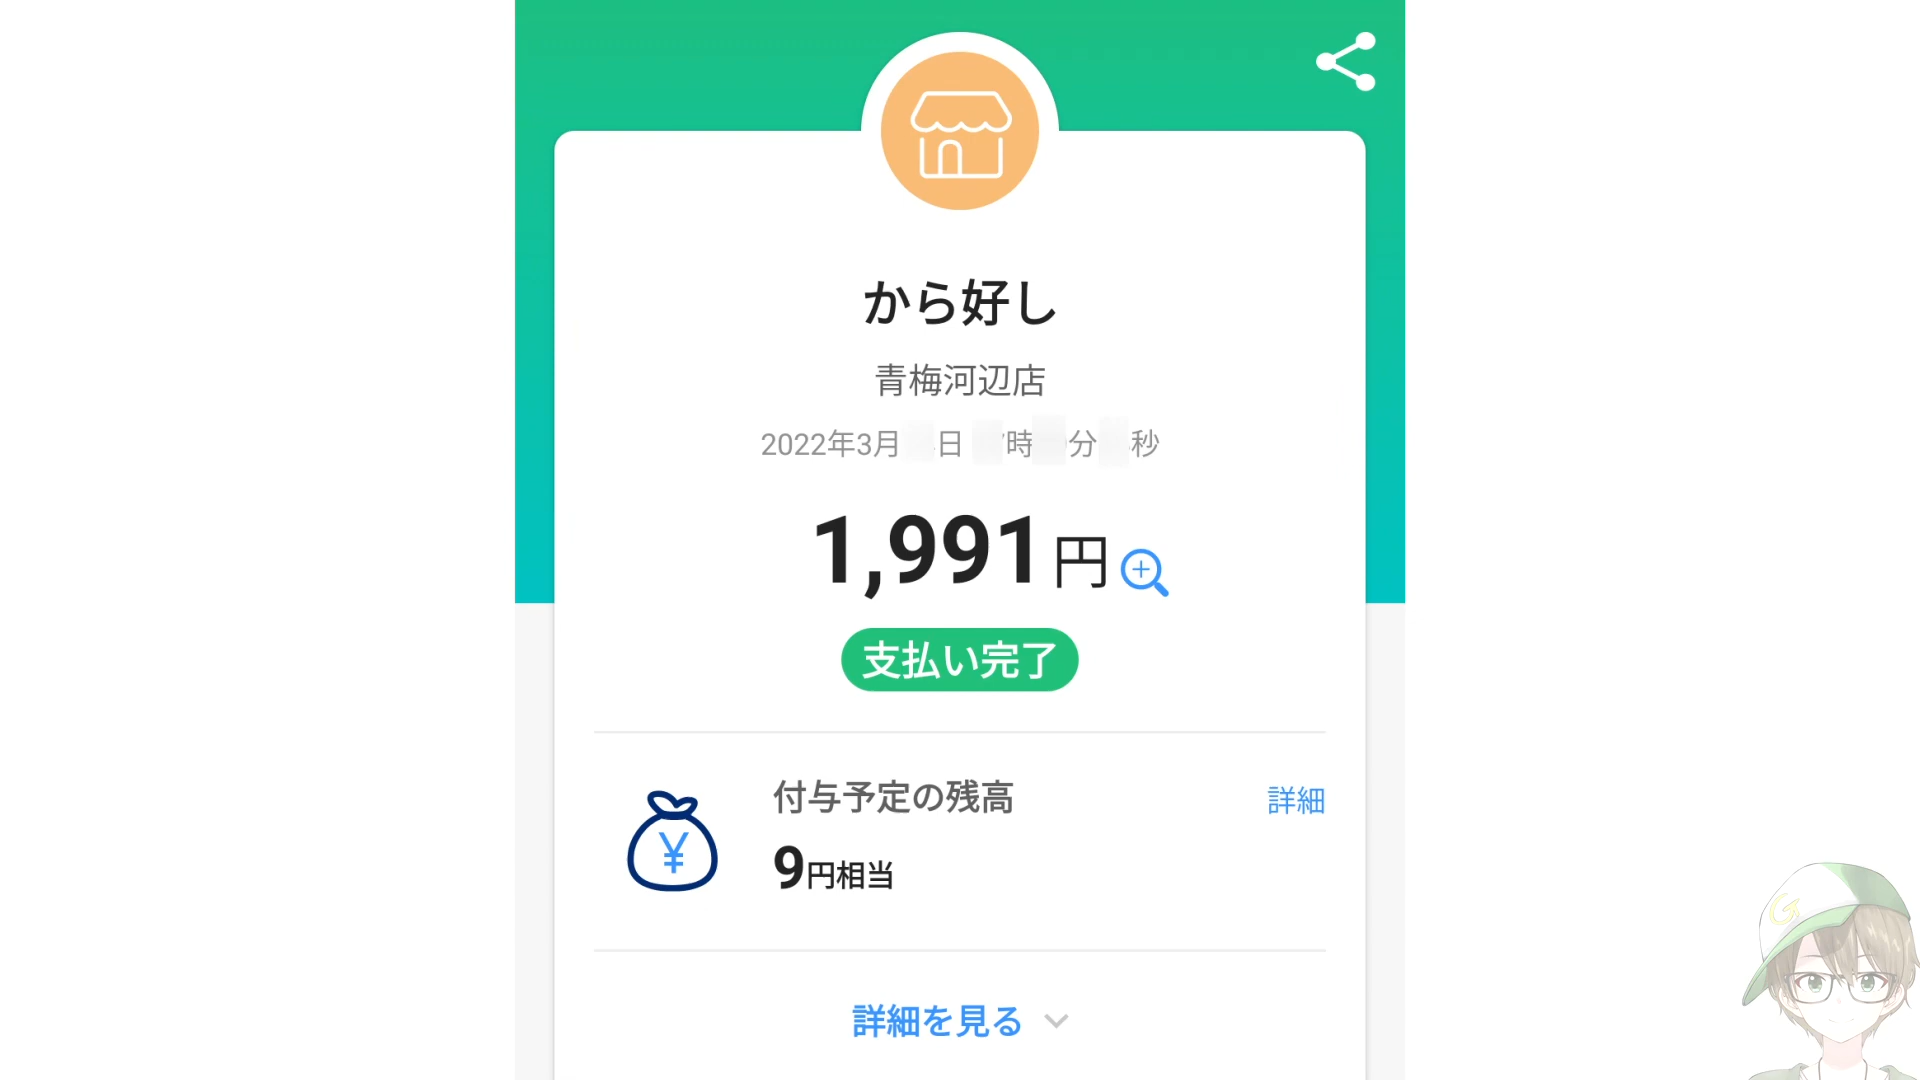 から好し
青梅河辺店
2022年3月 日 時 分 秒
1,991円
支払い完了
付与予定の残高
詳細
9円相当
詳細を見る